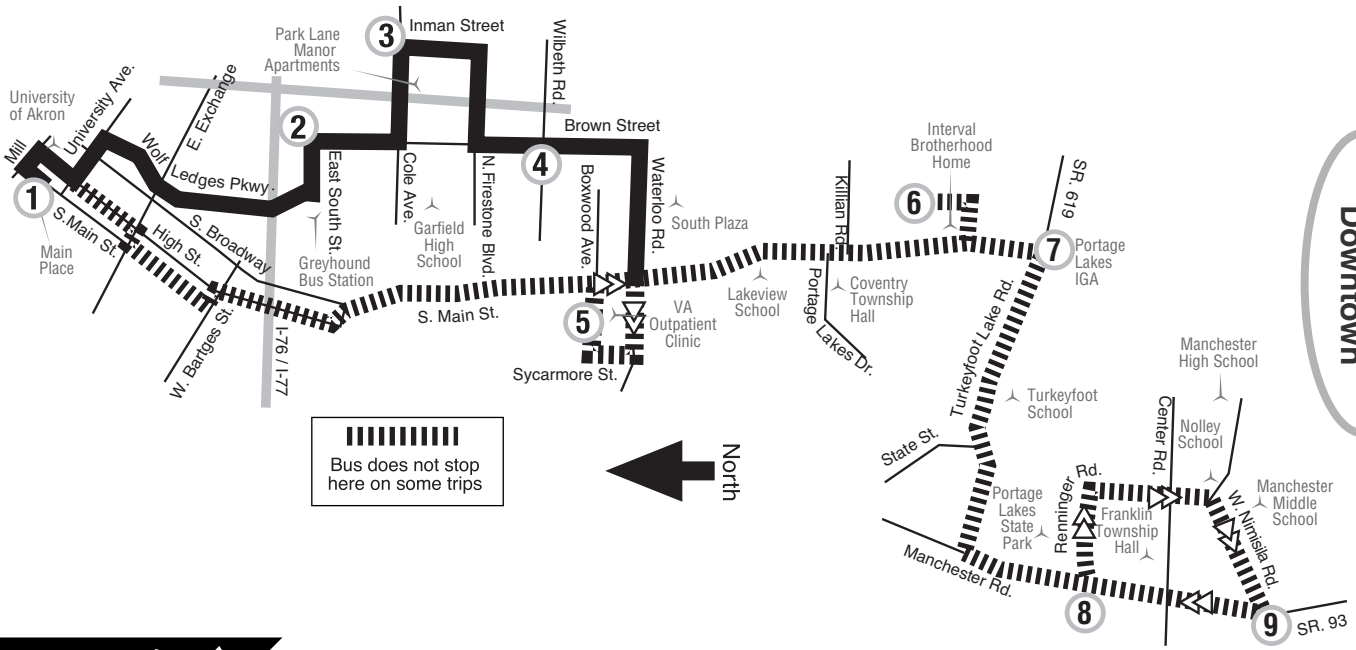 Inman Street
3
Park Lane
Manor
Apartments
Wilbeth Rd.
University
of Akron
University Ave.
E. Exchange
2
Brown Street
Mill
Wolf
Ledges Pkwy.
East South St.
Cole Ave.
N. Firestone Blvd.
4
Boxwood Ave.
Waterloo Rd.
Interval
Brotherhood
Home
SR. 619
1
S. Main St.
High St.
S. Broadway
Garfield
High
School
South Plaza
Killian Rd.
6
7
Portage
Lakes
IGA
Main
Place
Greyhound
Bus Station
W. Bartges St.
I-76 / I-77
S. Main St.
5
VA
Outpatient
Clinic
Lakeview
School
Portage
Lakes Dr.
Coventry
Township
Hall
Sycarmore St.
Turkeyfoot Lake Rd.
Turkeyfoot
School
Manchester
High School
Downtown
Bus does not stop
here on some trips
North
State St.
Center Rd.
Nolley
School
Portage
Lakes
State
Park
Renninger Rd.
Franklin
Township
Hall
W. Nimisila Rd.
Manchester
Middle
School
Manchester Rd.
8
9
SR. 93